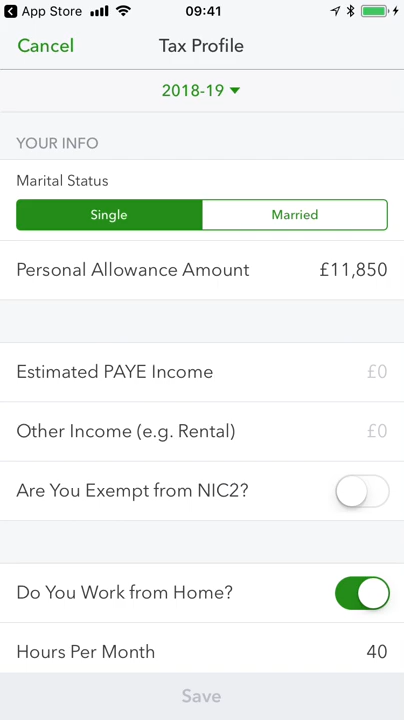 App Store 09:41
Cancel Tax Profile
2018-19
YOUR INFO
Marital Status
Single Married
Personal Allowance Amount £11,850
Estimated PAYE Income £0
Other Income (e.g. Rental) £0
Are You Exempt from NIC2?
Do You Work from Home?
Hours Per Month 40
Save